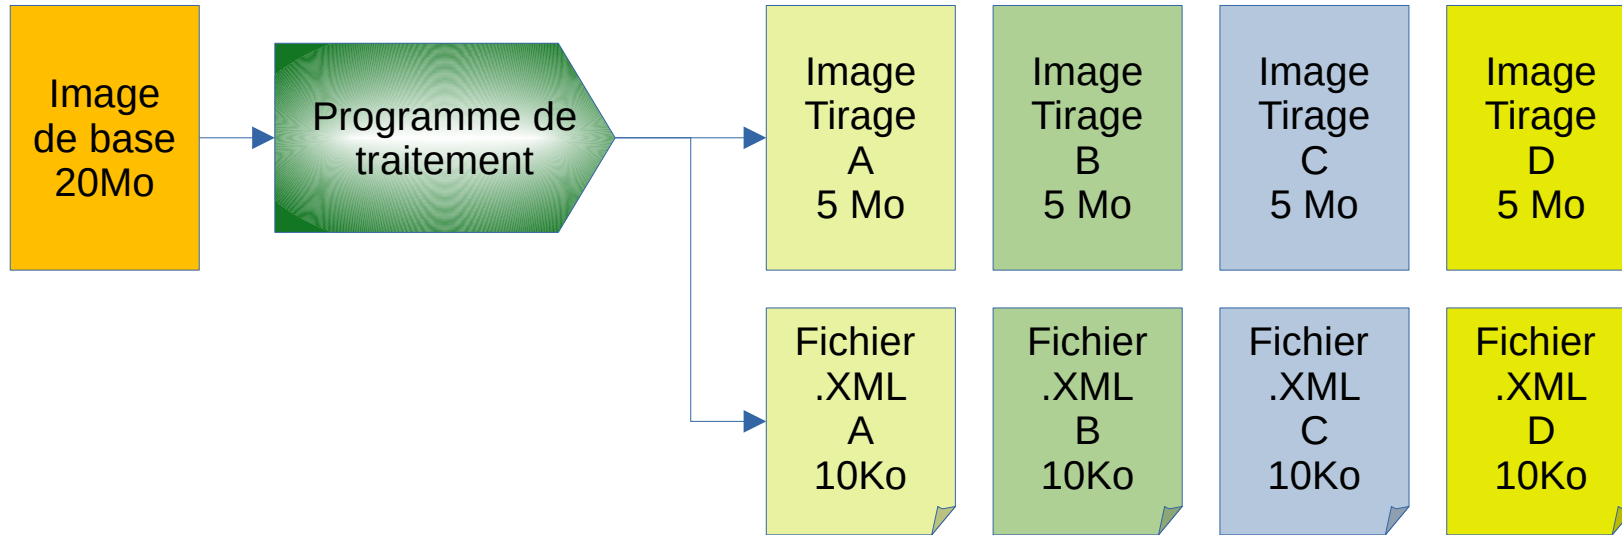 Image
de base
20Mo
Programme de
traitement
Image
Tirage
A
5 Mo
Image
Tirage
B
5 Mo
Image
Tirage
C
5 Mo
Image
Tirage
D
5 Mo
Fichier
.XML
A
10Ko
Fichier
.XML
B
10Ko
Fichier
.XML
C
10Ko
Fichier
.XML
D
10Ko